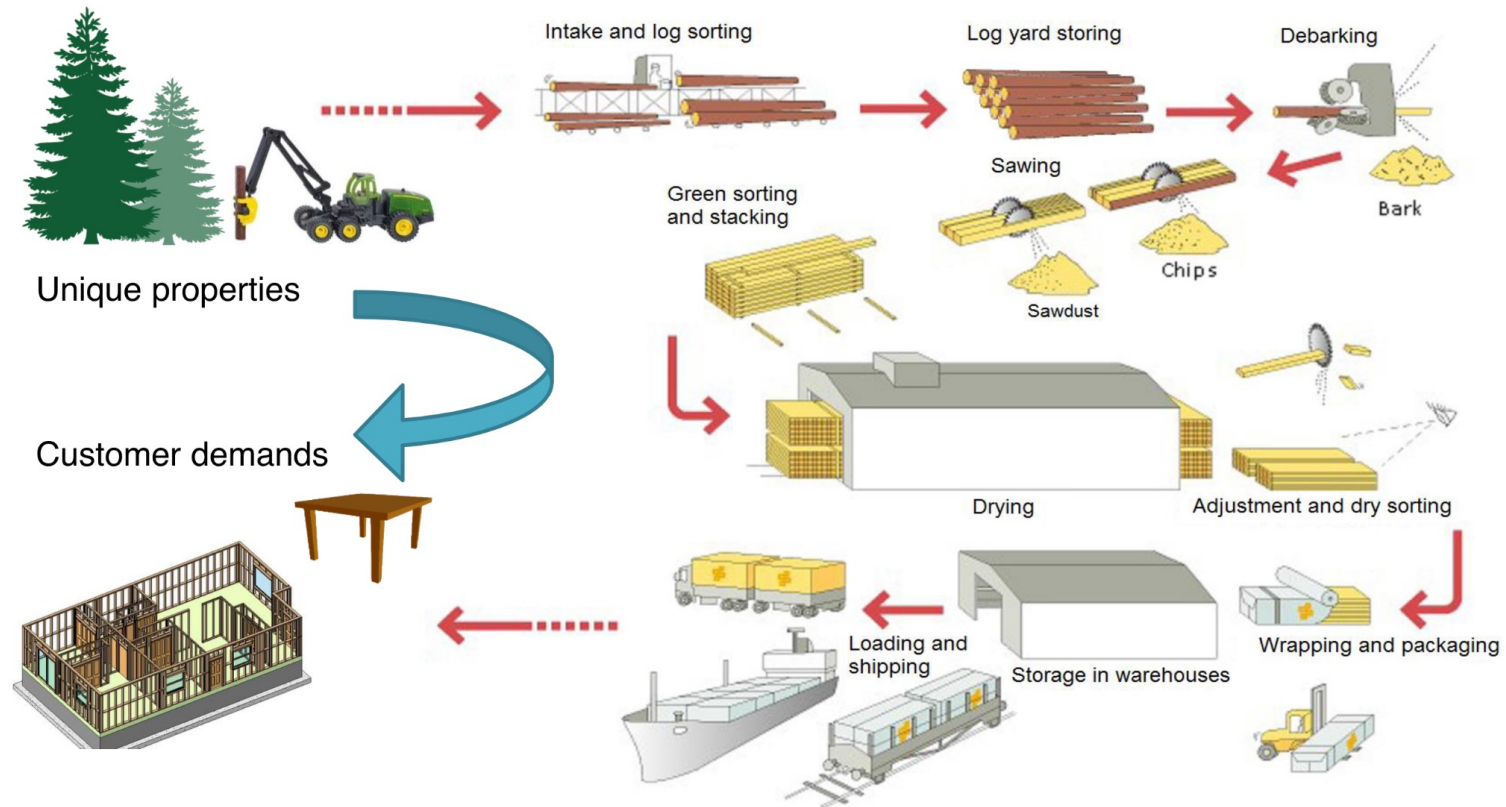 Intake and log sorting
Log yard storing
Debarking
Sawing
Green sorting
and stacking
Bark
Chips
Sawdust
Unique properties
Customer demands
Drying
Adjustment and dry sorting
Wrapping and packaging
Storage in warehouses
Loading and
shipping